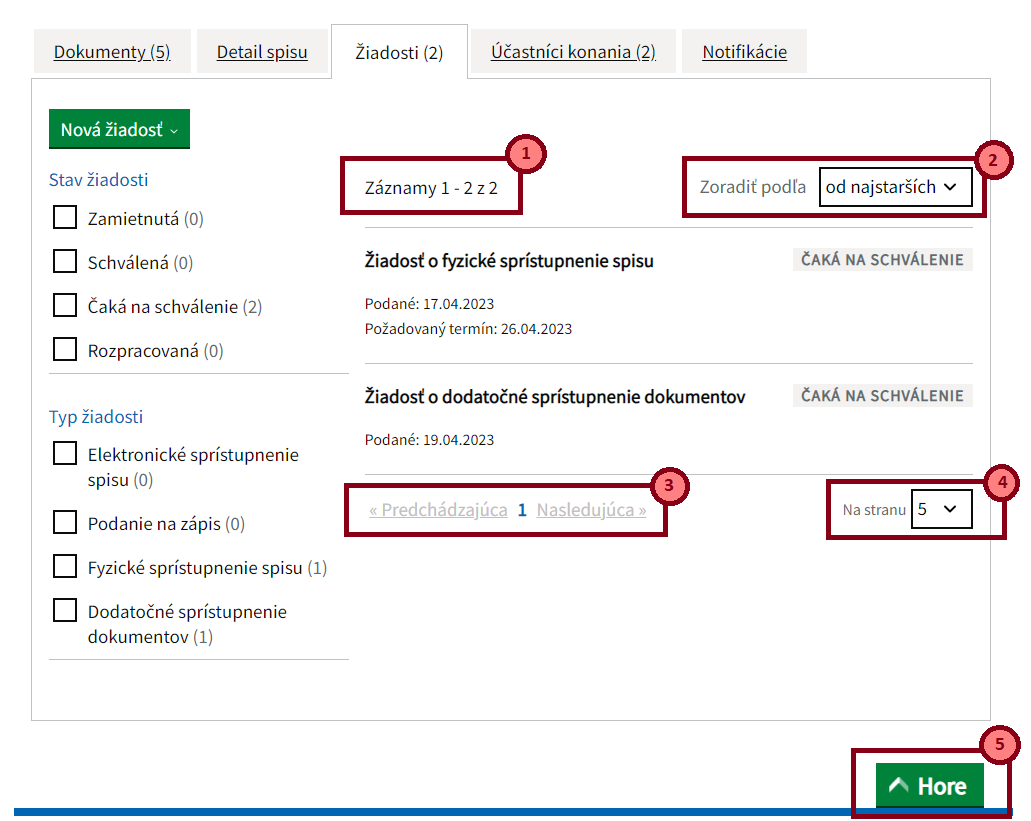 Dokumenty (5)
Detail spisu
Žiadosti (2)
Účastníci konania (2)
Notifikácie
Nová žiadosť
Stav žiadosti
Zamietnutá (0)
Schválená (0)
Čaká na schválenie (2)
Rozpracovaná (0)
Typ žiadosti
Elektronické sprístupnenie
spisu (0)
Podanie na zápis (0)
Fyzické sprístupnenie spisu (1)
Dodatočné sprístupnenie
dokumentov (1)
1
Záznamy 1 - 2 z 2
2
Zoradiť podľa od najstarších
Žiadosť o fyzické sprístupnenie spisu
ČAKÁ NA SCHVÁLENIE
Podané: 17.04.2023
Požadovaný termín: 26.04.2023
Žiadosť o dodatočné sprístupnenie dokumentov
ČAKÁ NA SCHVÁLENIE
Podané: 19.04.2023
3
« Predchádzajúca 1 Nasledujúca »
4
Na stranu 5
5
Hore